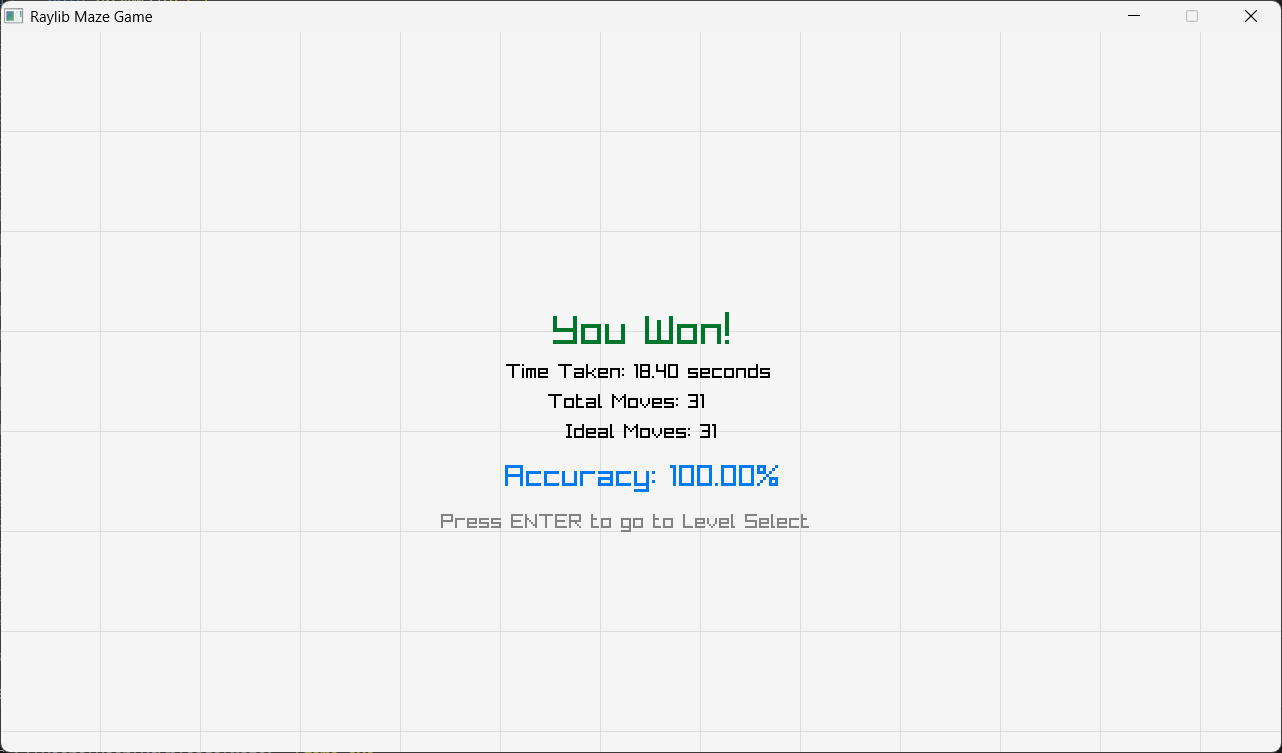 Raylib Maze Game
You Won!
Time Taken: 18.40 seconds
Total Moves: 31
Ideal Moves: 31
Accuracy: 100.00%
Press ENTER to go to Level Select